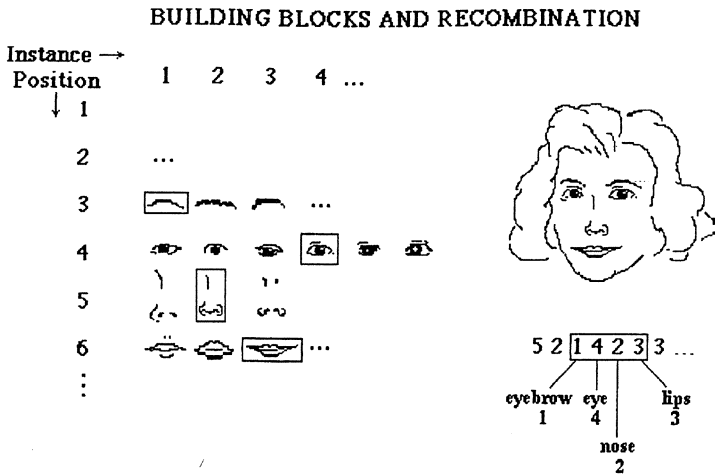 BUILDING BLOCKS AND RECOMBINATION
Instance →
Position
↓
1 2 3 4 ...
1
2 ...
3 ...
4
5
6 ...
⋮
5 2 1 4 2 3 3 ...
eyebrow eye lips
1 4 3
nose
2